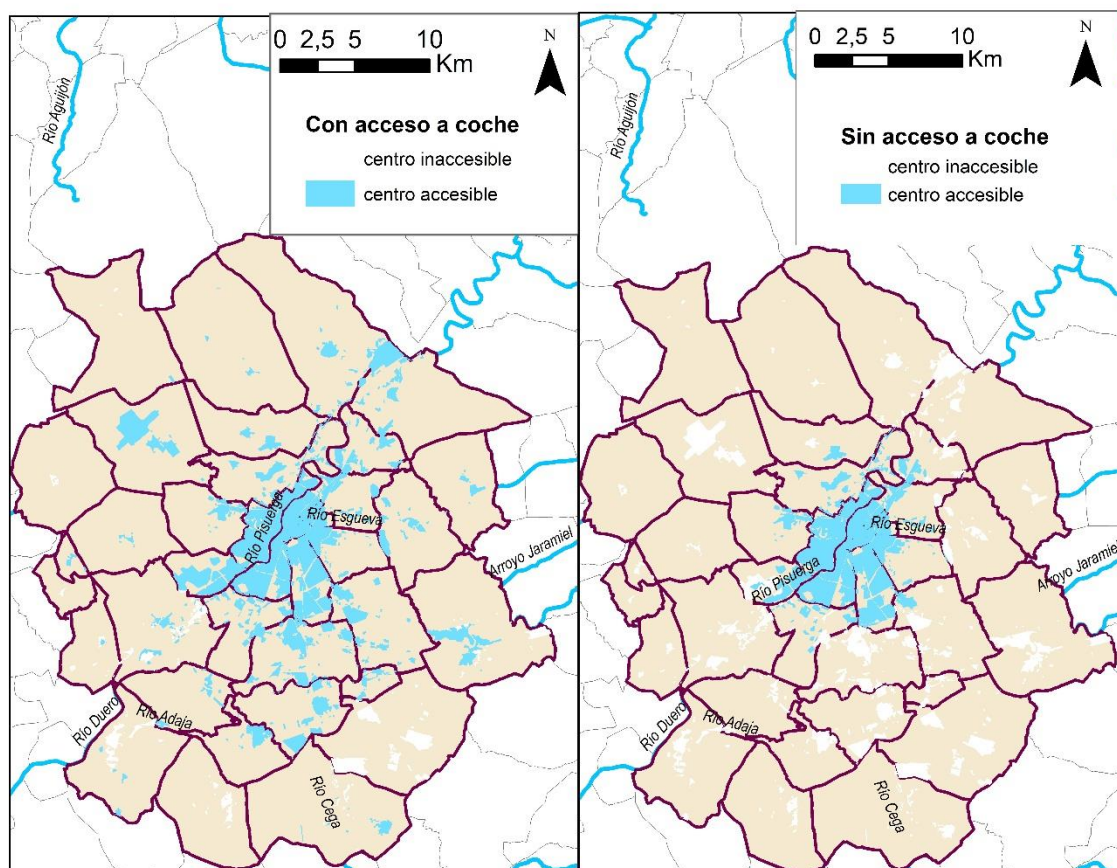 0 2,5 5 10
Km
N
Con acceso a coche
centro inaccesible
centro accesible
Río Aguijón
Río Pisuerga
Río Esgueva
Arroyo Jaramiel
Río Duero
Río Adaja
Río Cega
0 2,5 5 10
Km
N
Sin acceso a coche
centro inaccesible
centro accesible
Río Aguijón
Río Esgueva
Río Pisuerga
Arroyo Jaramiel
Río Duero
Río Adaja
Río Cega